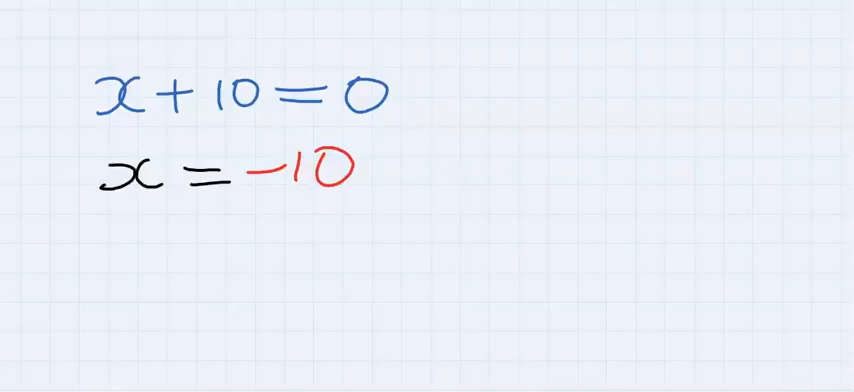 x + 10 = 0
x = -10